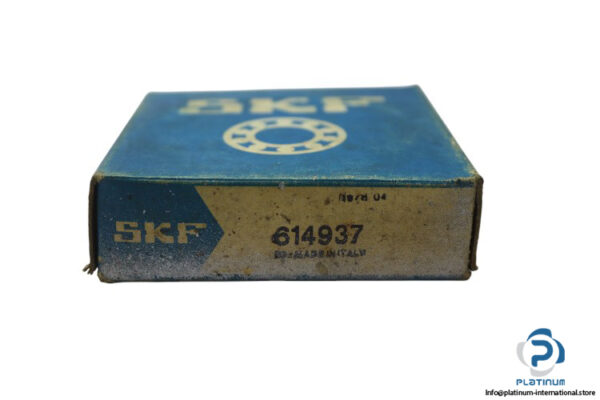 SKF
SKF
614937
MADE IN ITALY
PLATINUM
Info@platinum-international.store